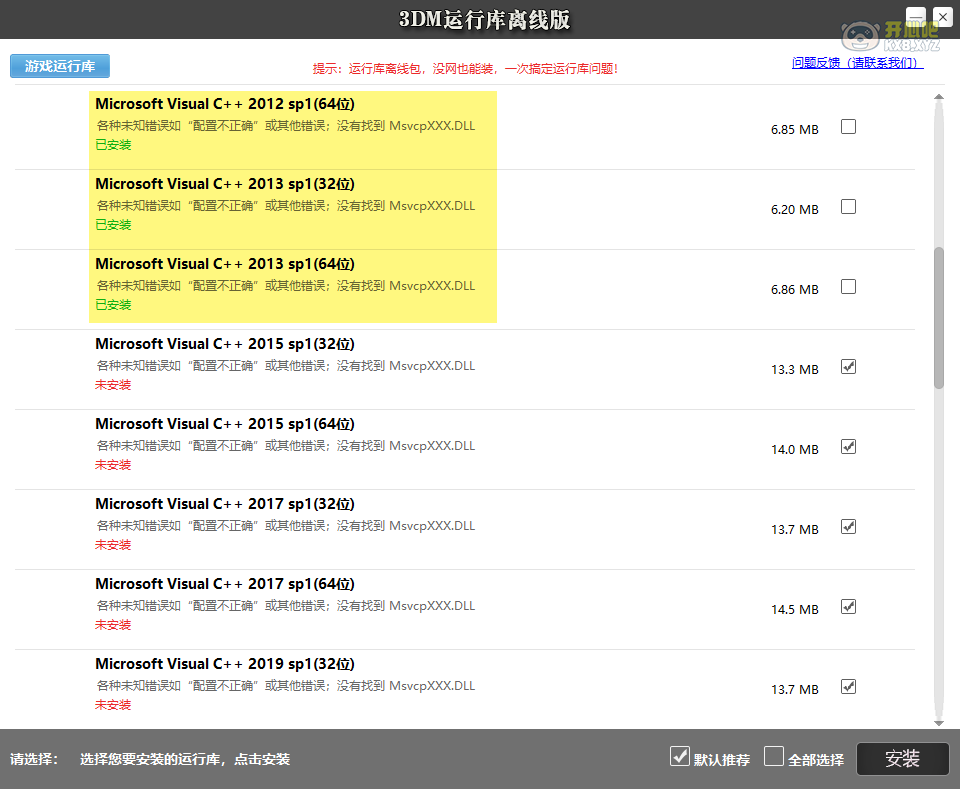 3DM运行库离线版
开心吧
KXB.XYZ
游戏运行库
提示：运行库离线包，没网也能装，一次搞定运行库问题!
问题反馈（请联系我们）
Microsoft Visual C++ 2012 sp1(64位)
各种未知错误如“配置不正确”或其他错误；没有找到 MsvcpXXX.DLL
已安装
6.85 MB
Microsoft Visual C++ 2013 sp1(32位)
各种未知错误如“配置不正确”或其他错误；没有找到 MsvcpXXX.DLL
已安装
6.20 MB
Microsoft Visual C++ 2013 sp1(64位)
各种未知错误如“配置不正确”或其他错误；没有找到 MsvcpXXX.DLL
已安装
6.86 MB
Microsoft Visual C++ 2015 sp1(32位)
各种未知错误如“配置不正确”或其他错误；没有找到 MsvcpXXX.DLL
未安装
13.3 MB
Microsoft Visual C++ 2015 sp1(64位)
各种未知错误如“配置不正确”或其他错误；没有找到 MsvcpXXX.DLL
未安装
14.0 MB
Microsoft Visual C++ 2017 sp1(32位)
各种未知错误如“配置不正确”或其他错误；没有找到 MsvcpXXX.DLL
未安装
13.7 MB
Microsoft Visual C++ 2017 sp1(64位)
各种未知错误如“配置不正确”或其他错误；没有找到 MsvcpXXX.DLL
未安装
14.5 MB
Microsoft Visual C++ 2019 sp1(32位)
各种未知错误如“配置不正确”或其他错误；没有找到 MsvcpXXX.DLL
未安装
13.7 MB
请选择： 选择您要安装的运行库，点击安装
默认推荐 全部选择 安装